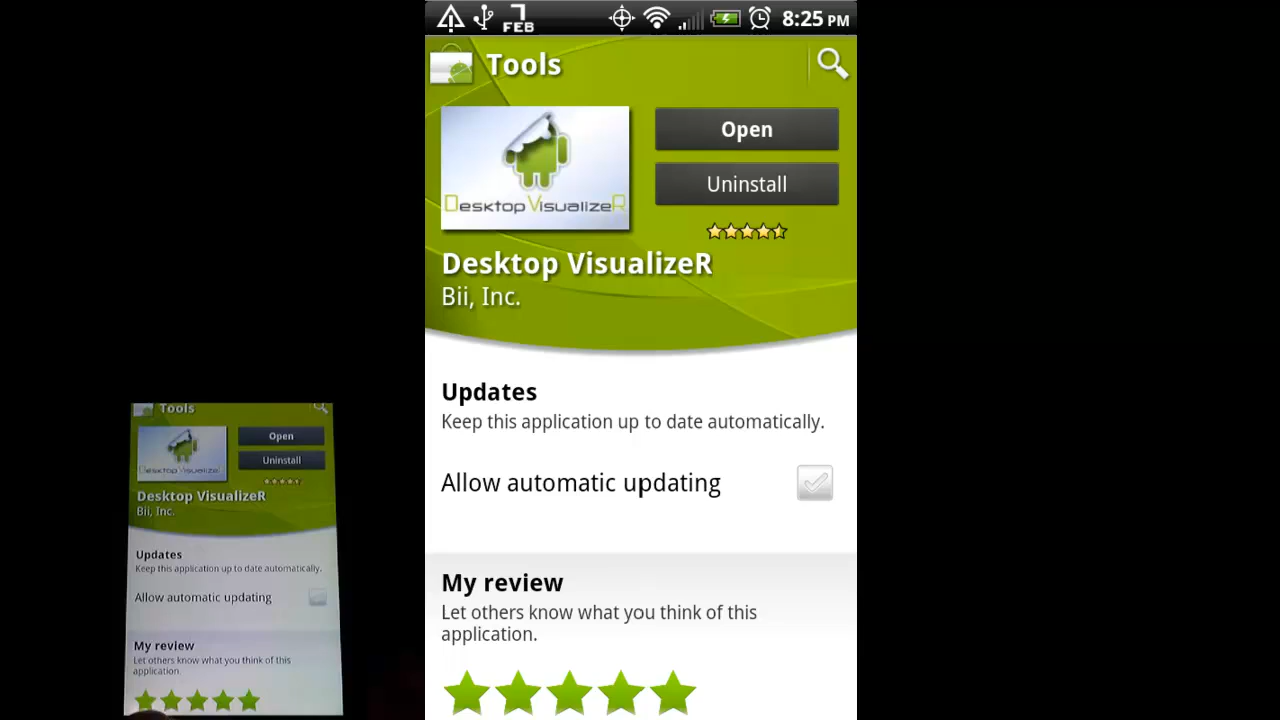 7
FEB
8:25 PM
Tools
Open
Desktop VisualizeR
Uninstall
Desktop VisualizeR
Bii, Inc.
Updates
Keep this application up to date automatically.
Allow automatic updating
My review
Let others know what you think of this
application.
Tools
Open
Desktop VisualizeR
Uninstall
Desktop VisualizeR
Bii, Inc.
Updates
Keep this application up to date automatically.
Allow automatic updating
My review
Let others know what you think of this
application.